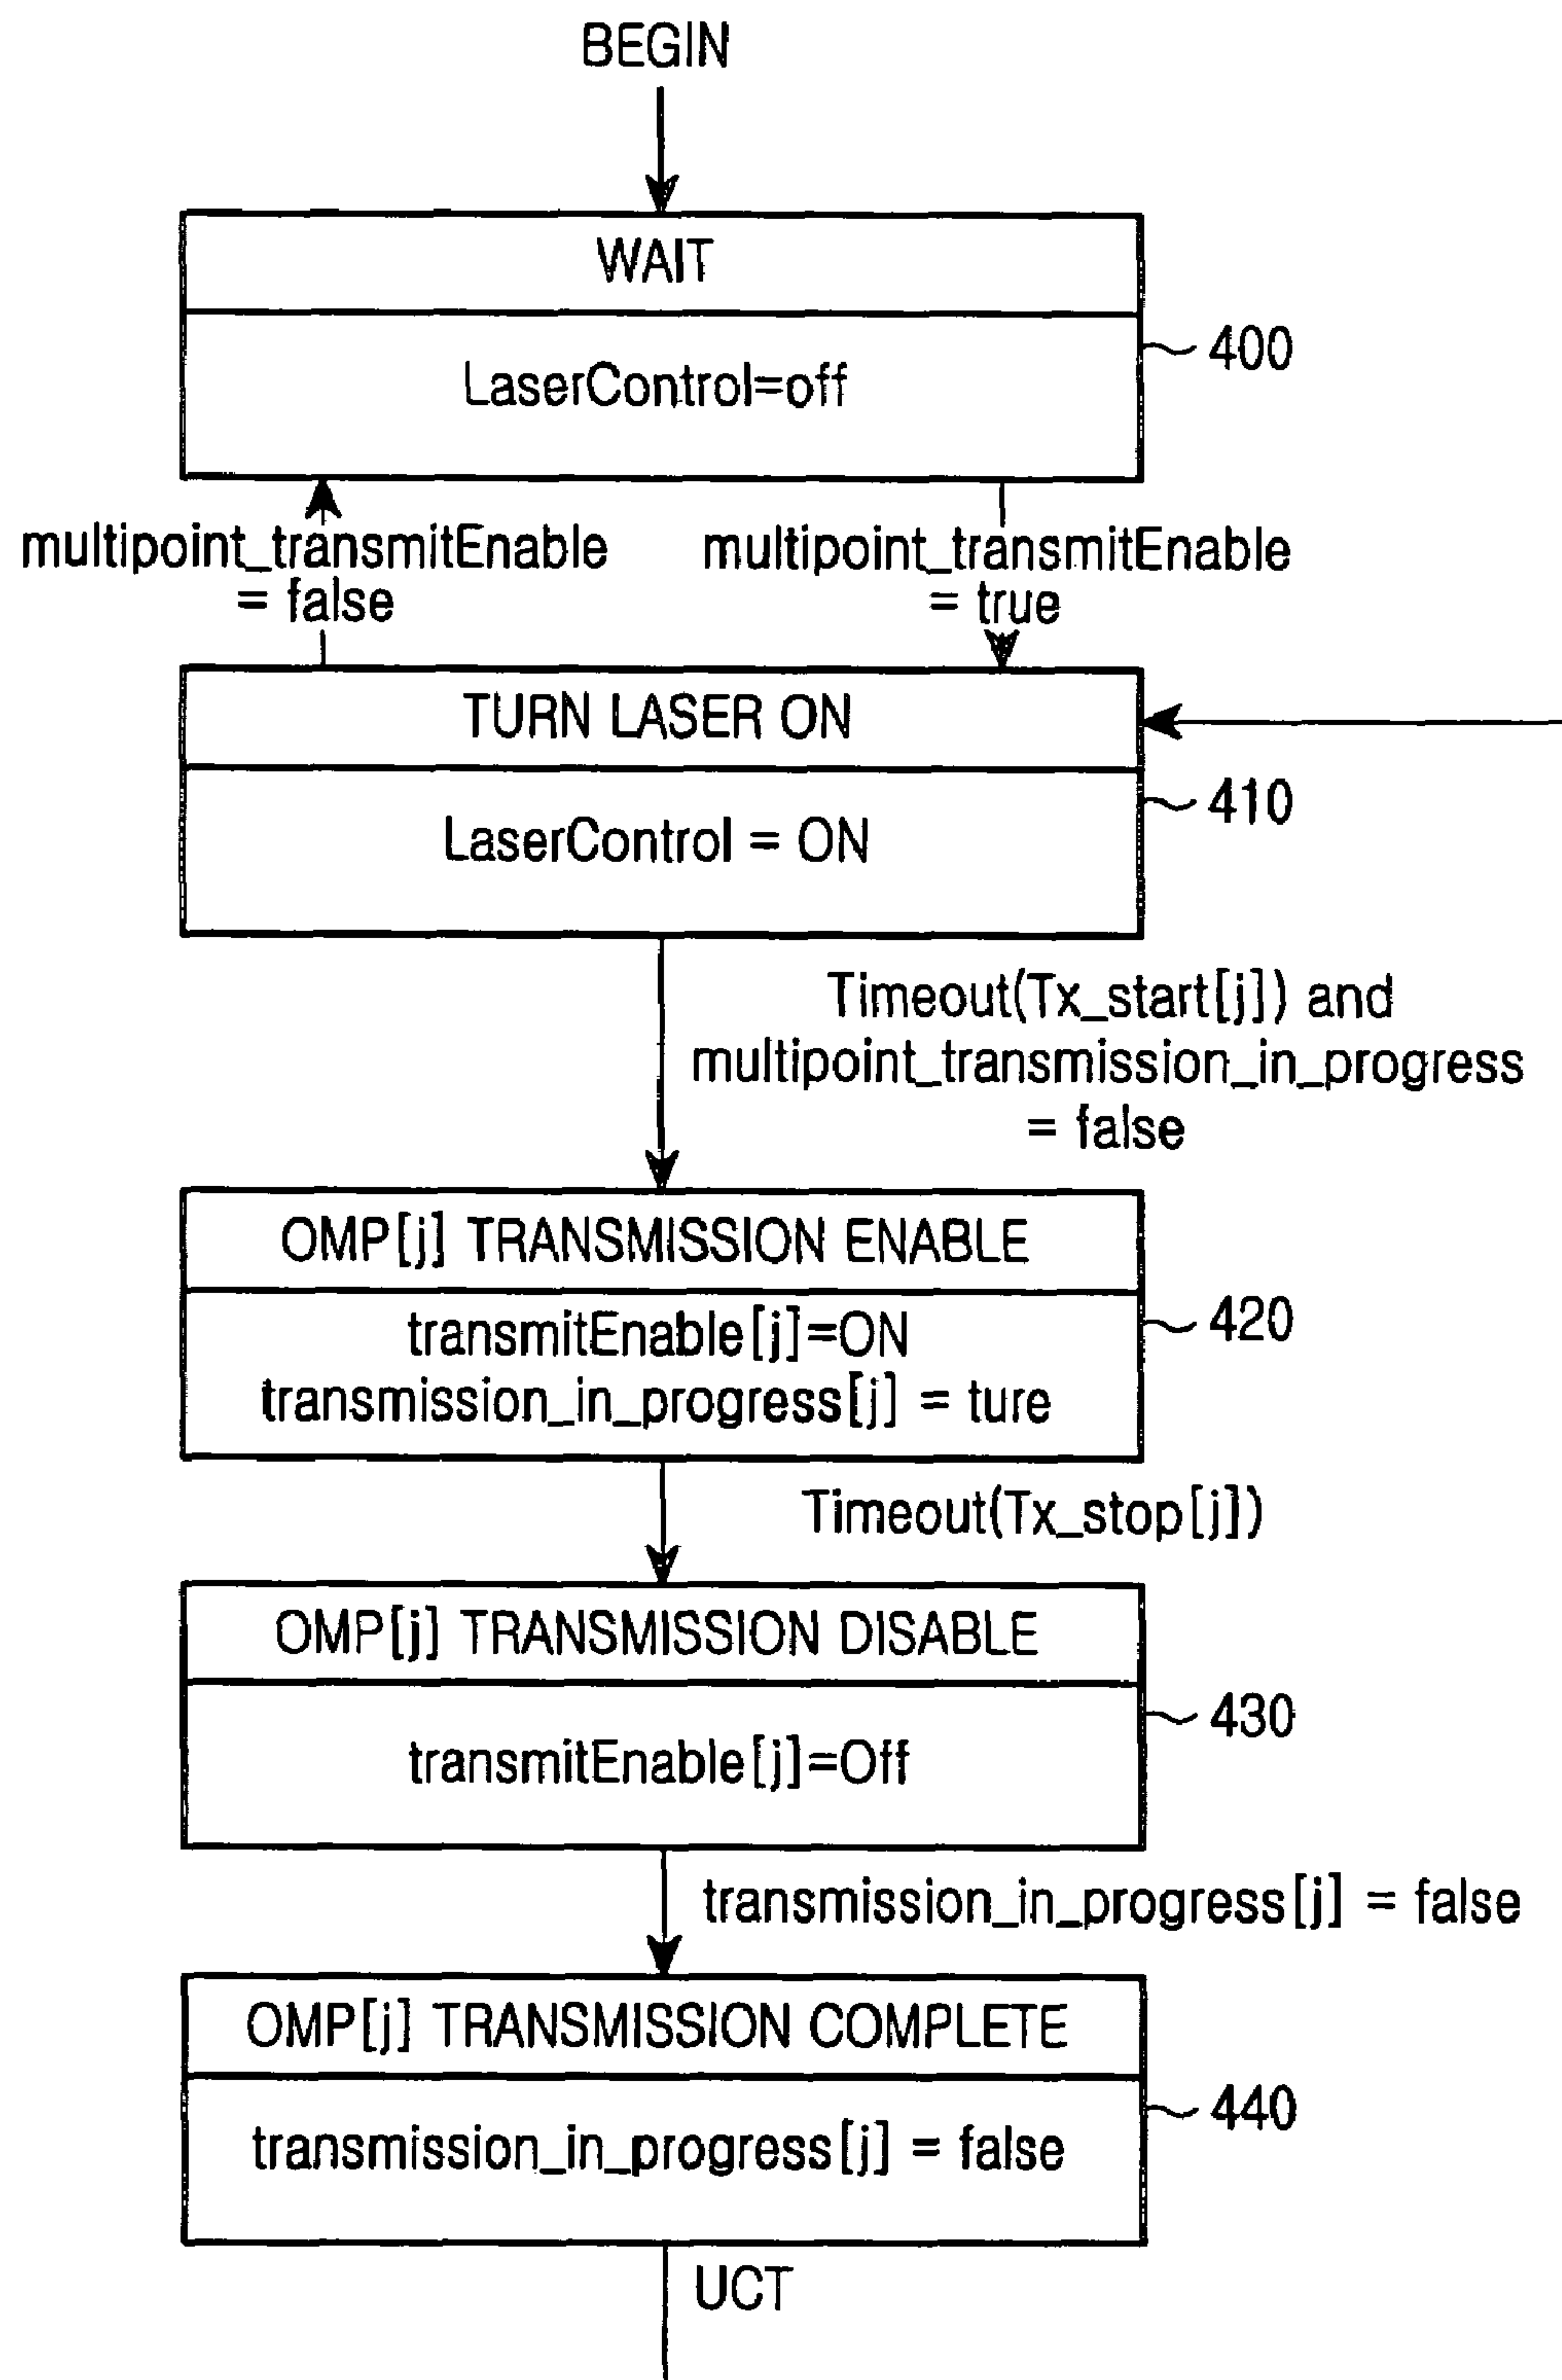 BEGIN
WAIT
LaserControl=off
400
multipoint_transmitEnable
= false
multipoint_transmitEnable
= true
TURN LASER ON
LaserControl = ON
410
Timeout(Tx_start[j]) and
multipoint_transmission_in_progress
= false
OMP[j] TRANSMISSION ENABLE
transmitEnable[j]=ON
transmission_in_progress[j] = ture
420
Timeout(Tx_stop[j])
OMP[j] TRANSMISSION DISABLE
transmitEnable[j]=Off
430
transmission_in_progress[j] = false
OMP[j] TRANSMISSION COMPLETE
transmission_in_progress[j] = false
440
UCT